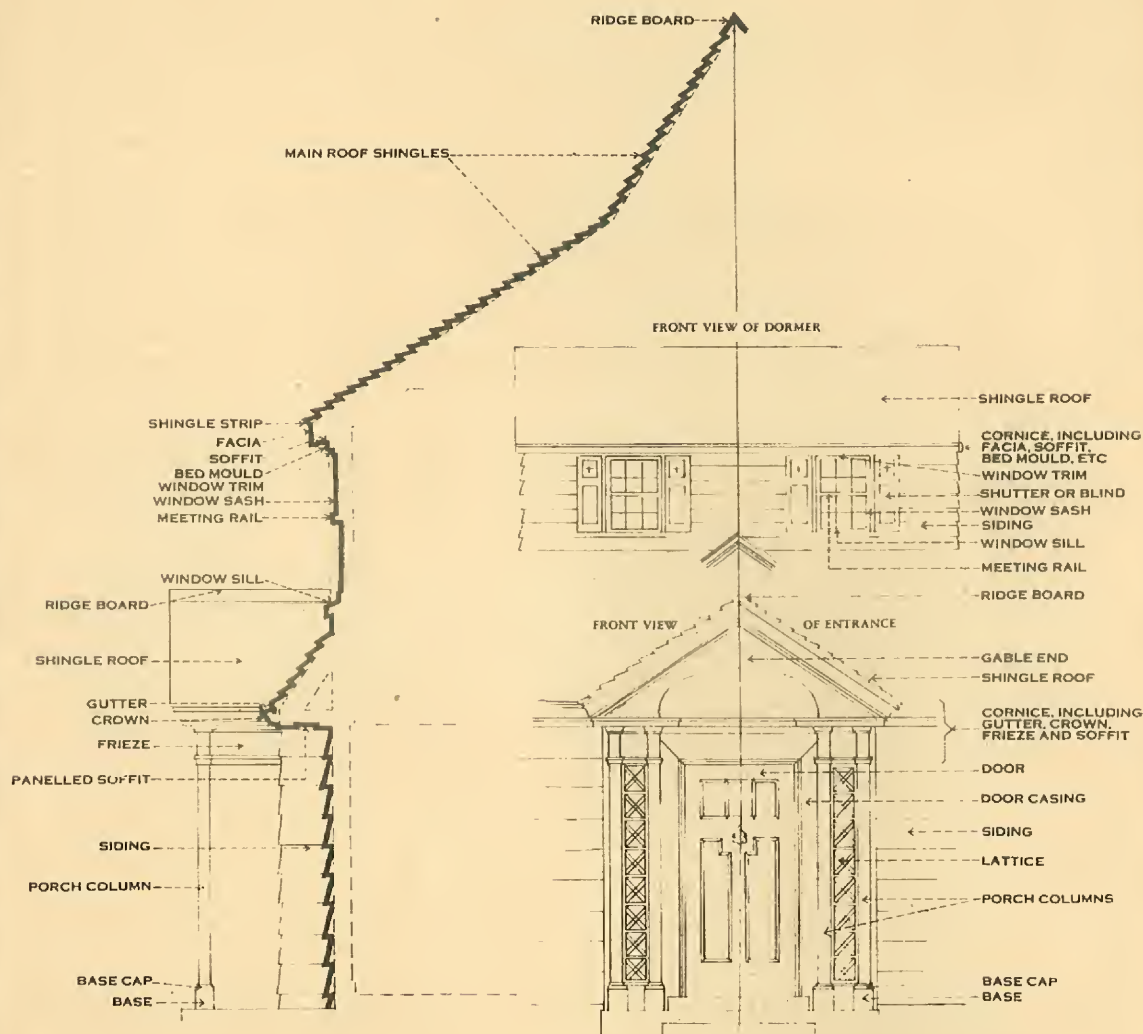 RIDGE BOARD
MAIN ROOF SHINGLES
FRONT VIEW OF DORMER
SHINGLE STRIP
FACIA
SOFFIT
BED MOULD
WINDOW TRIM
WINDOW SASH
MEETING RAIL
WINDOW SILL
RIDGE BOARD
SHINGLE ROOF
GUTTER
CROWN
FRIEZE
PANELLED SOFFIT
SIDING
PORCH COLUMN
BASE CAP
BASE
SHINGLE ROOF
CORNICE, INCLUDING
FACIA, SOFFIT,
BED MOULD, ETC
WINDOW TRIM
SHUTTER OR BLIND
WINDOW SASH
SIDING
WINDOW SILL
MEETING RAIL
RIDGE BOARD
FRONT VIEW OF ENTRANCE
GABLE END
SHINGLE ROOF
CORNICE, INCLUDING
GUTTER, CROWN,
FRIEZE AND SOFFIT
DOOR
DOOR CASING
SIDING
LATTICE
PORCH COLUMNS
BASE CAP
BASE